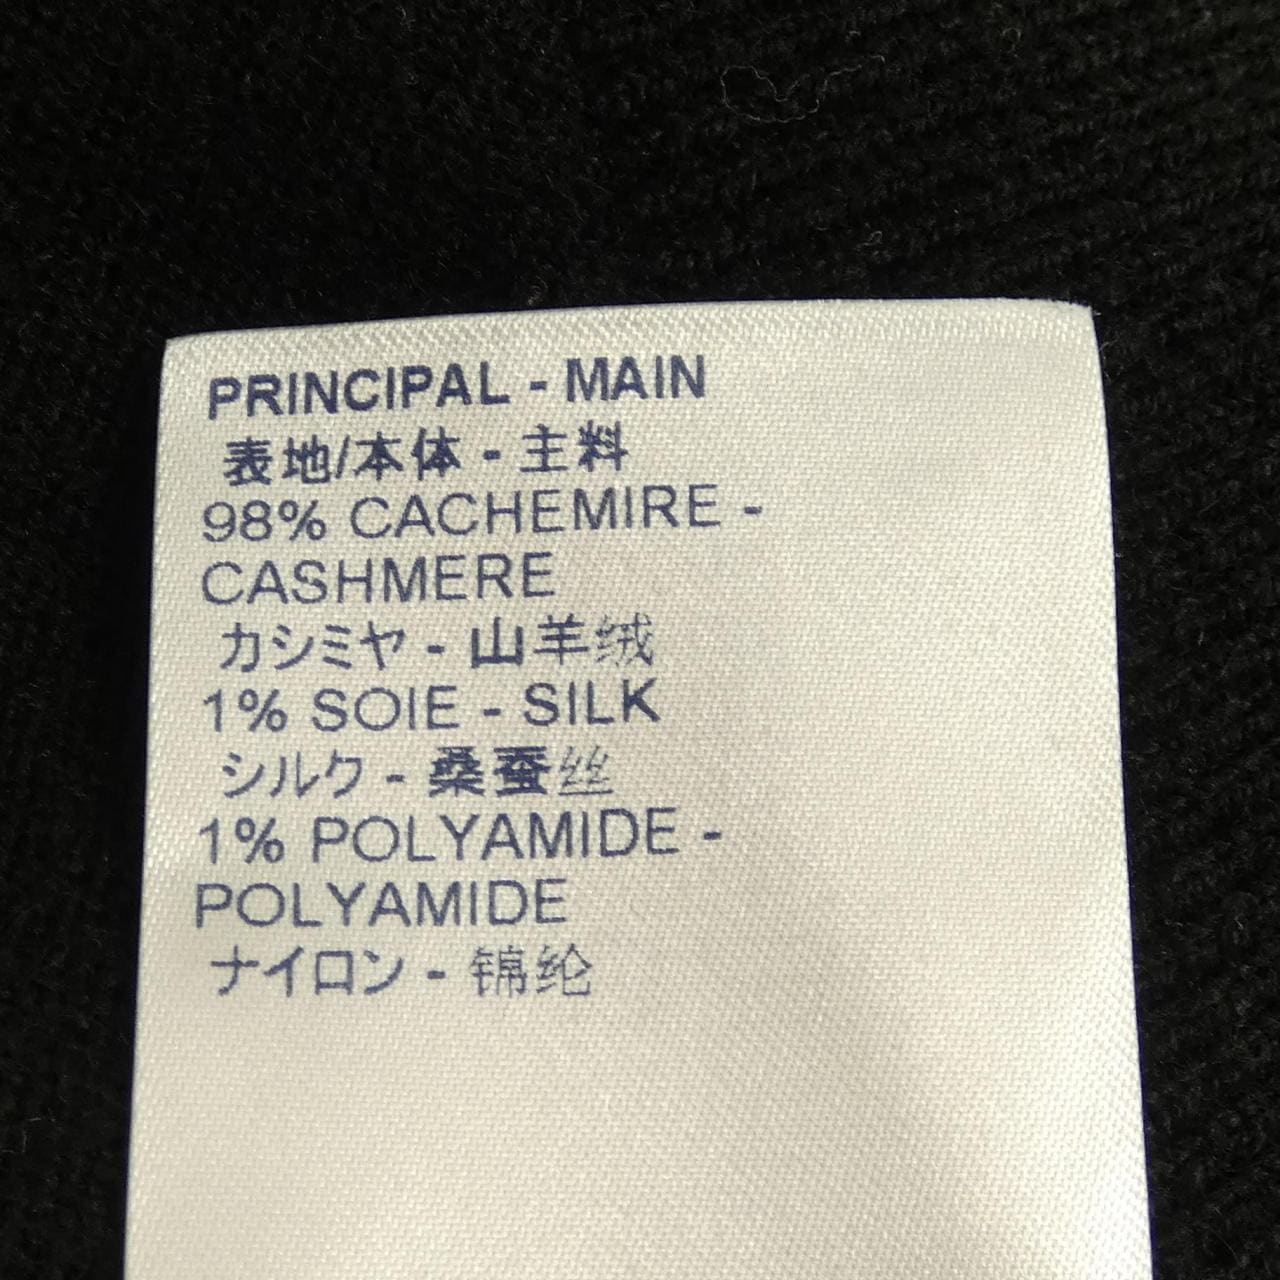 PRINCIPAL - MAIN
表地/本体 - 主料
98% CACHEMIRE -
CASHMERE
カシミヤ - 山羊绒
1% SOIE - SILK
シルク - 桑蚕丝
1% POLYAMIDE -
POLYAMIDE
ナイロン - 锦纶